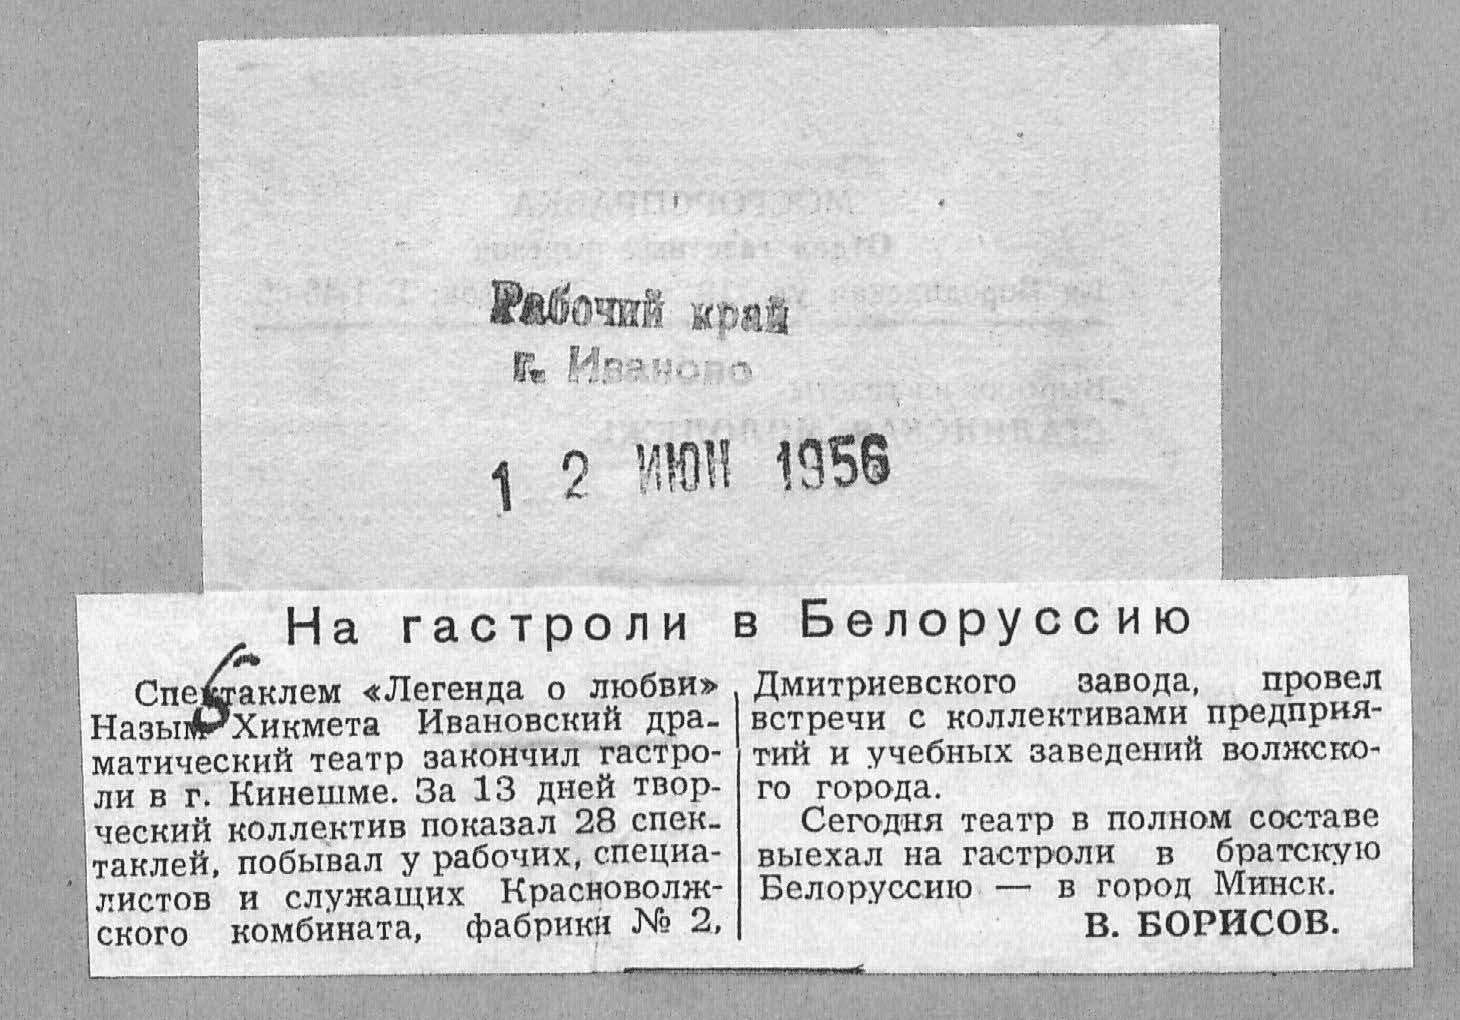 Рабочий край
г. Иваново
12 ИЮН 1956
На гастроли в Белоруссию
Спектаклем «Легенда о любви»
Назым Хикмета Ивановский дра-
матический театр закончил гастро-
ли в г. Кинешме. За 13 дней твор-
ческий коллектив показал 28 спек-
таклей, побывал у рабочих, специа-
листов и служащих Красноволж-
ского комбината, фабрики № 2,
Дмитриевского завода, провел
встречи с коллективами предприя-
тий и учебных заведений волжско-
го города.
Сегодня театр в полном составе
выехал на гастроли в братскую
Белоруссию — в город Минск.
В. БОРИСОВ.